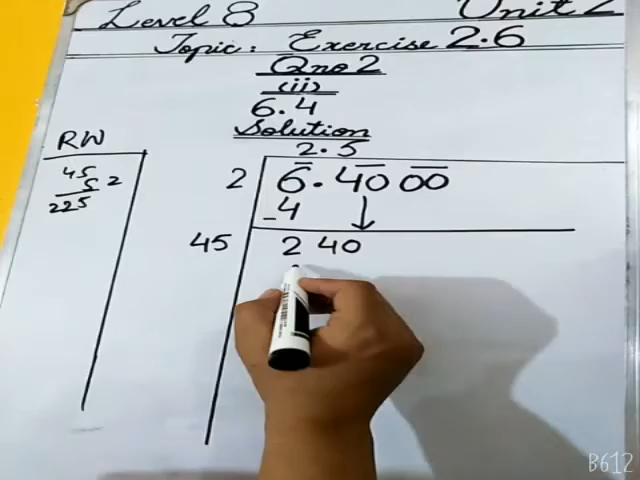 Level 8 Unit 2
Topic : Exercise 2.6
Qno 2
(ii)
6.4
Solution
RW
2.5
45
5 2
225
2 6.40 00
-4
45 2 40
B612